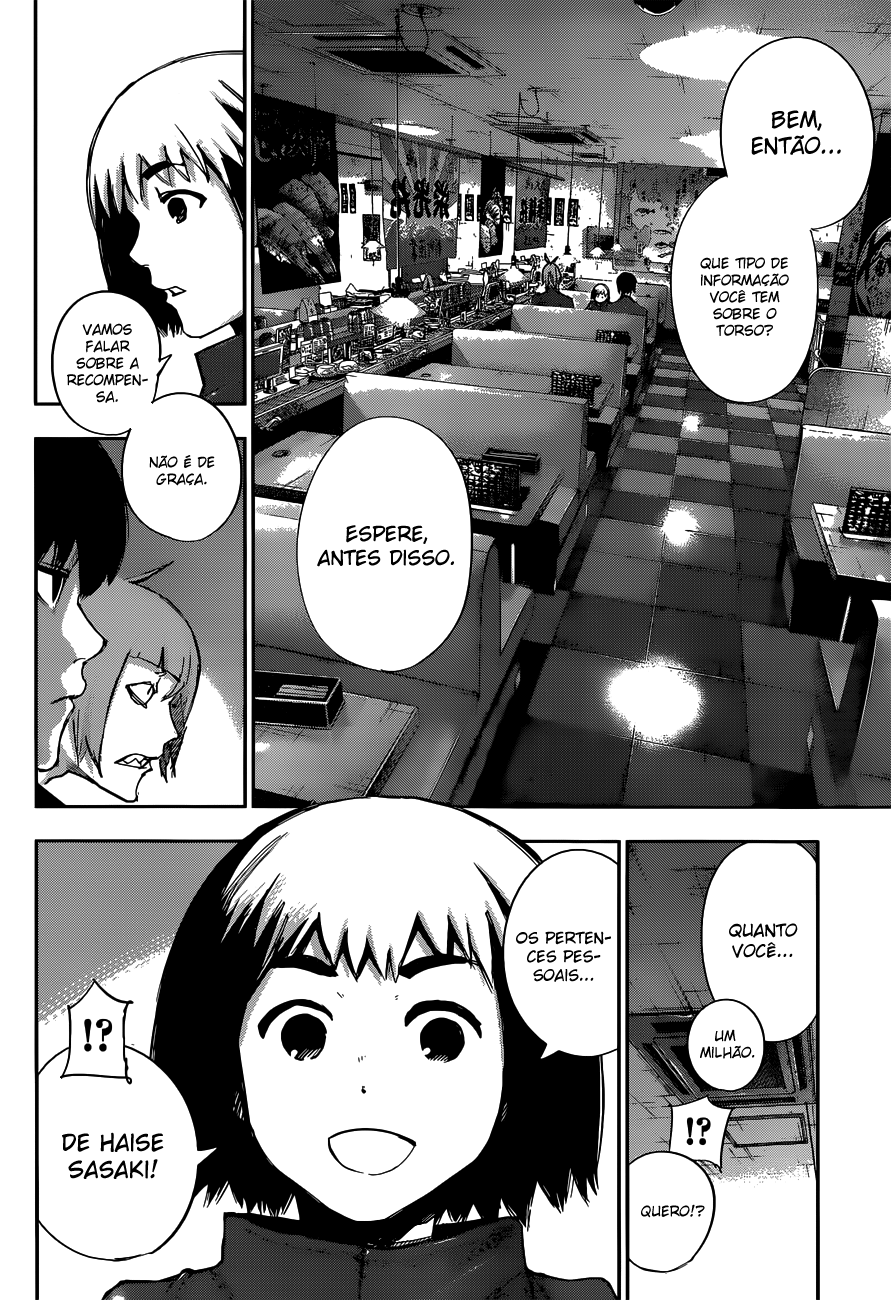 BEM,
ENTÃO...
QUE TIPO DE
INFORMAÇÃO
VOCÊ TEM
SOBRE O
TORSO?
ESPERE,
ANTES DISSO.
VAMOS
FALAR
SOBRE A
RECOMPEN-
SA.
NÃO É DE
GRAÇA.
QUANTO
VOCÊ...
UM
MILHÃO.
!?
QUERO!?
OS PERTEN-
CES PES-
SOAIS...
!?
DE HAISE
SASAKI!